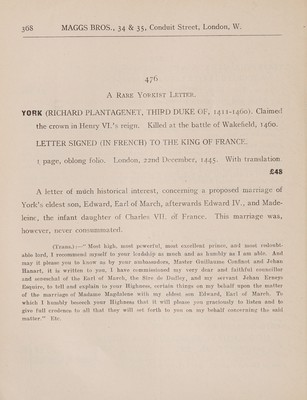 368 MAGGS BROS., 34 & 35, Conduit Street, London, W.
476
A RARE YORKIST LETTER.
YORK (RICHARD PLANTAGENET, THIRD DUKE OF, 1411-1460). Claimed
the crown in Henry VI.'s reign. Killed at the battle of Wakefield, 1460.
LETTER SIGNED (IN FRENCH) TO THE KING OF FRANCE.
1 page, oblong folio. London, 22nd December, 1445. With translation
£48
A letter of much historical interest, concerning a proposed marriage of
York's eldest son, Edward, Earl of March, afterwards Edward IV., and Made-
leine, the infant daughter of Charles VII. of France. This marriage was,
however, never consummated.
(TRANS.):—" Most high, most powerful, most excellent prince, and most redoubt-
able lord, I recommend myself to your lordship as much and as humbly as I am able. And
may it please you to know as by your ambassadors, Master Guillaume Cousinot and Jehan
Hanart, it is written to you, I have commissioned my very dear and faithful councillor
and seneschal of the Earl of March, the Sire de Dudley, and my servant Jehan Ernays
Esquire, to tell and explain to your Highness, certain things on my behalf upon the matter
of the marriage of Madame Magdalene with my eldest son Edward, Earl of March. To
which I humbly beseech your Highness that it will please you graciously to listen and to
give full credence to all that they will set forth to you on my behalf concerning the said
matter." Etc.